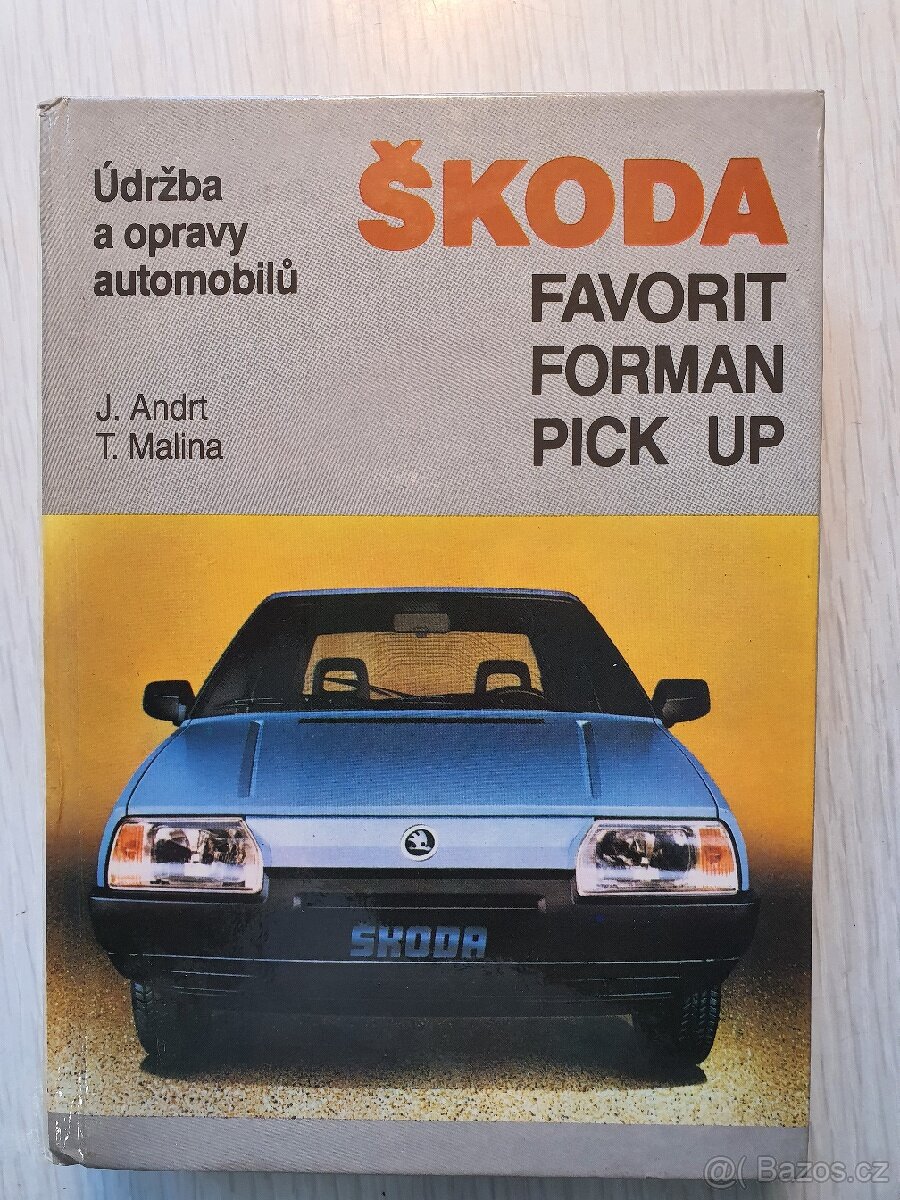 Údržba
a opravy
automobilů
J. Andrt
T. Malina
ŠKODA
FAVORIT
FORMAN
PICK UP
ŠKODA
@( Bazos.cz